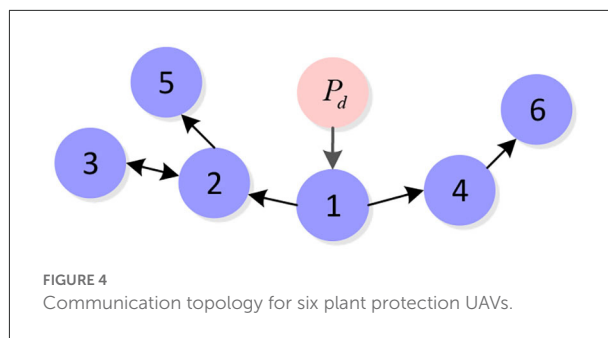 5
P_d
6
3
2
1
4
FIGURE 4
Communication topology for six plant protection UAVs.